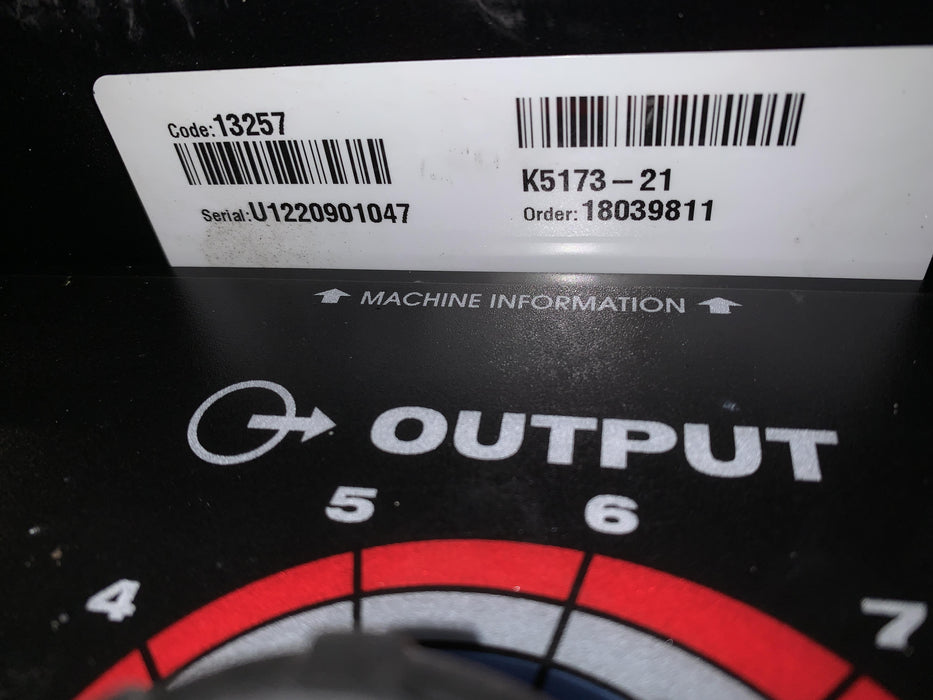 Code: 13257
Serial: U1220901047
K5173-21
Order: 18039811
MACHINE INFORMATION
OUTPUT
4 5 6 7